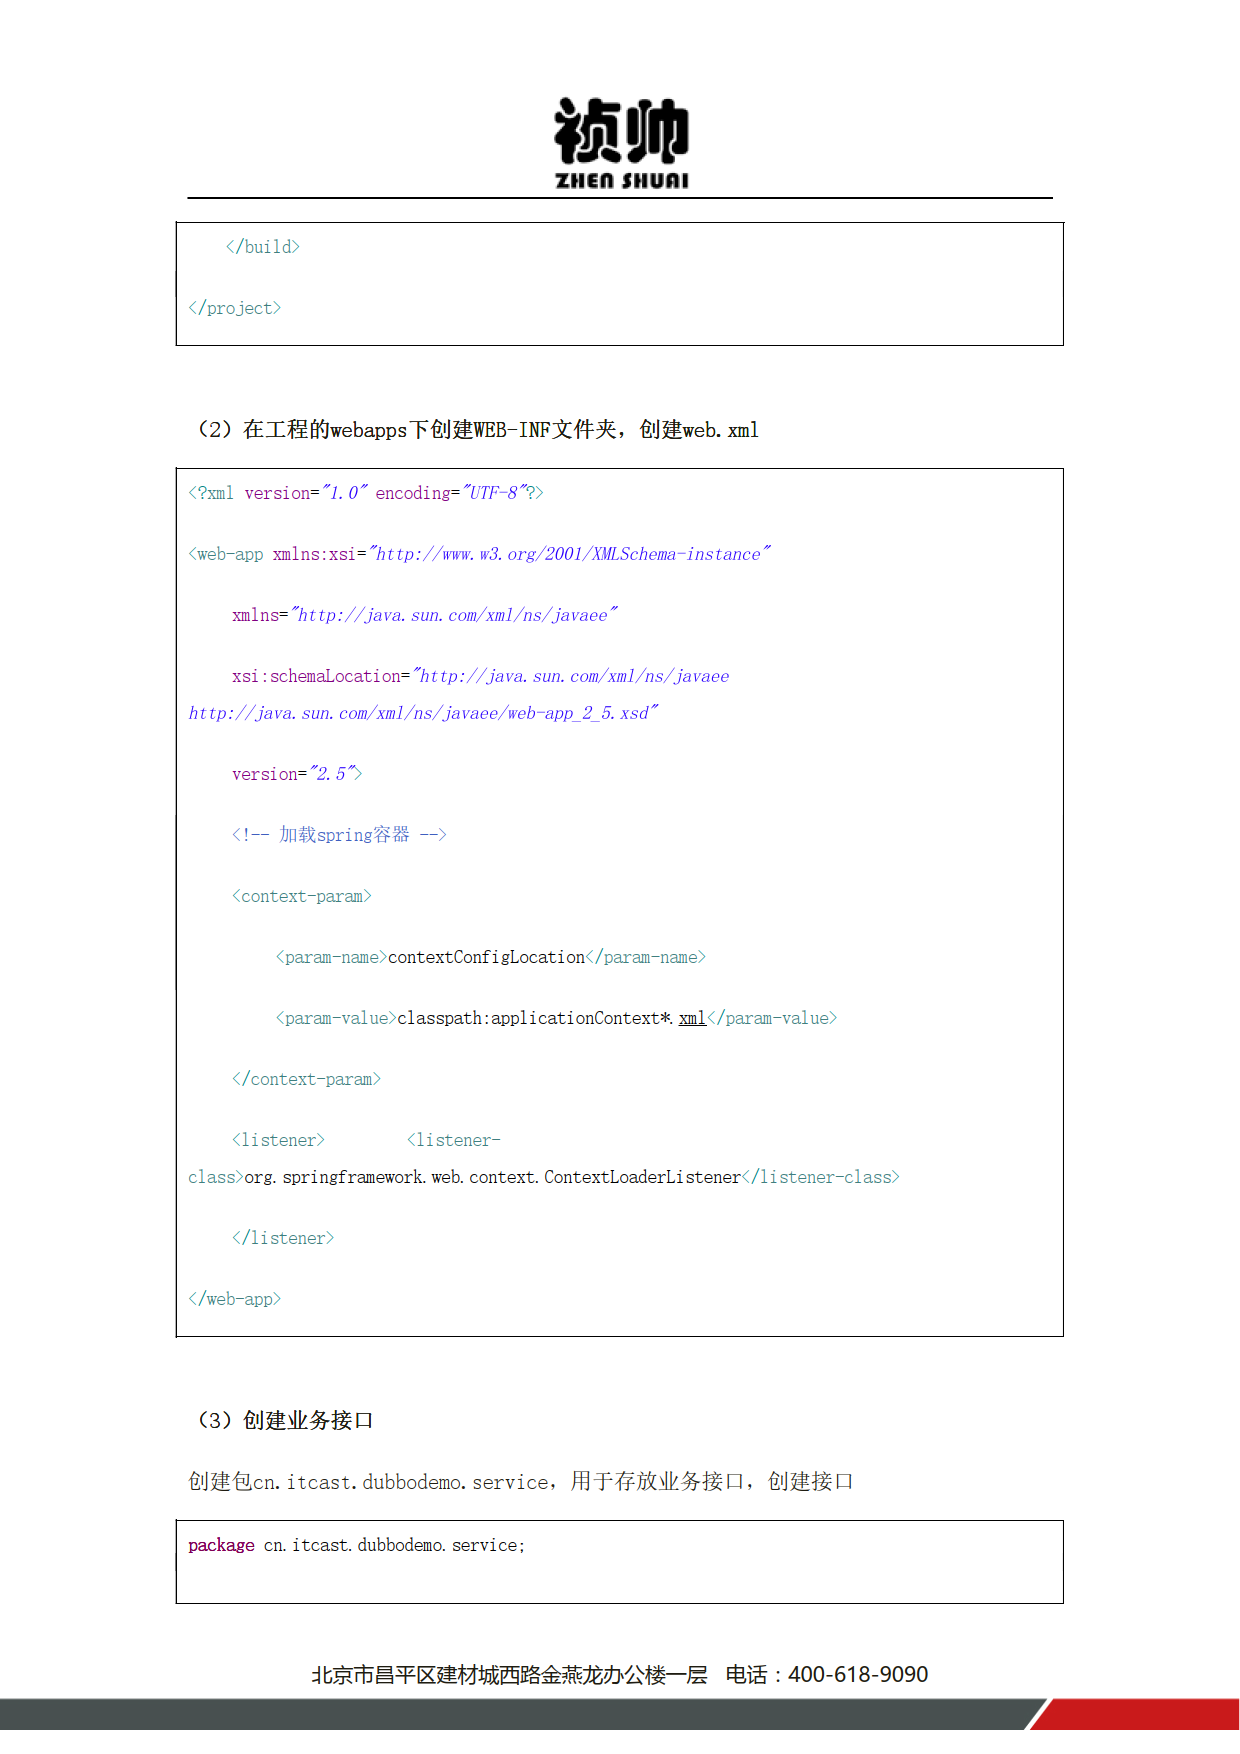 祯帅
ZHEN SHUAI
</build>
</project>
（2）在工程的webapps下创建WEB-INF文件夹，创建web.xml
<?xml version="1.0" encoding="UTF-8"?>
<web-app xmlns:xsi="http://www.w3.org/2001/XMLSchema-instance"
xmlns="http://java.sun.com/xml/ns/javaee"
xsi:schemaLocation="http://java.sun.com/xml/ns/javaee
http://java.sun.com/xml/ns/javaee/web-app_2_5.xsd"
version="2.5">
<!-- 加载spring容器 -->
<context-param>
<param-name>contextConfigLocation</param-name>
<param-value>classpath:applicationContext*.xml</param-value>
</context-param>
<listener> <listener-
class>org.springframework.web.context.ContextLoaderListener</listener-class>
</listener>
</web-app>
（3）创建业务接口
创建包cn.itcast.dubbodemo.service，用于存放业务接口，创建接口
package cn.itcast.dubbodemo.service;
北京市昌平区建材城西路金燕龙办公楼一层 电话：400-618-9090